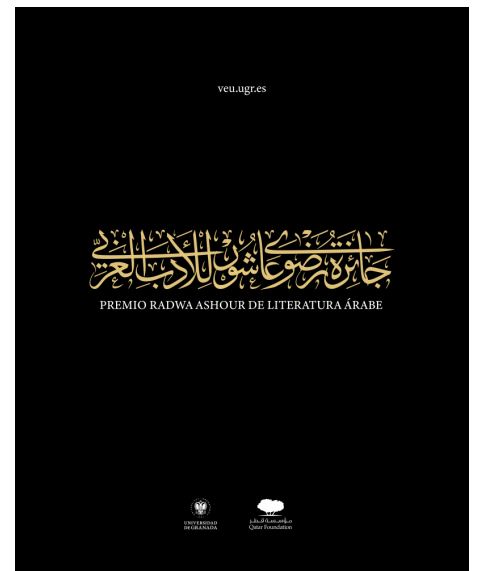 veu.ugr.es
جائزة رضوى عاشور للأدب العربي
PREMIO RADWA ASHOUR DE LITERATURA ÁRABE
UNIVERSIDAD
DE GRANADA
مؤسسة قطر
Qatar Foundation